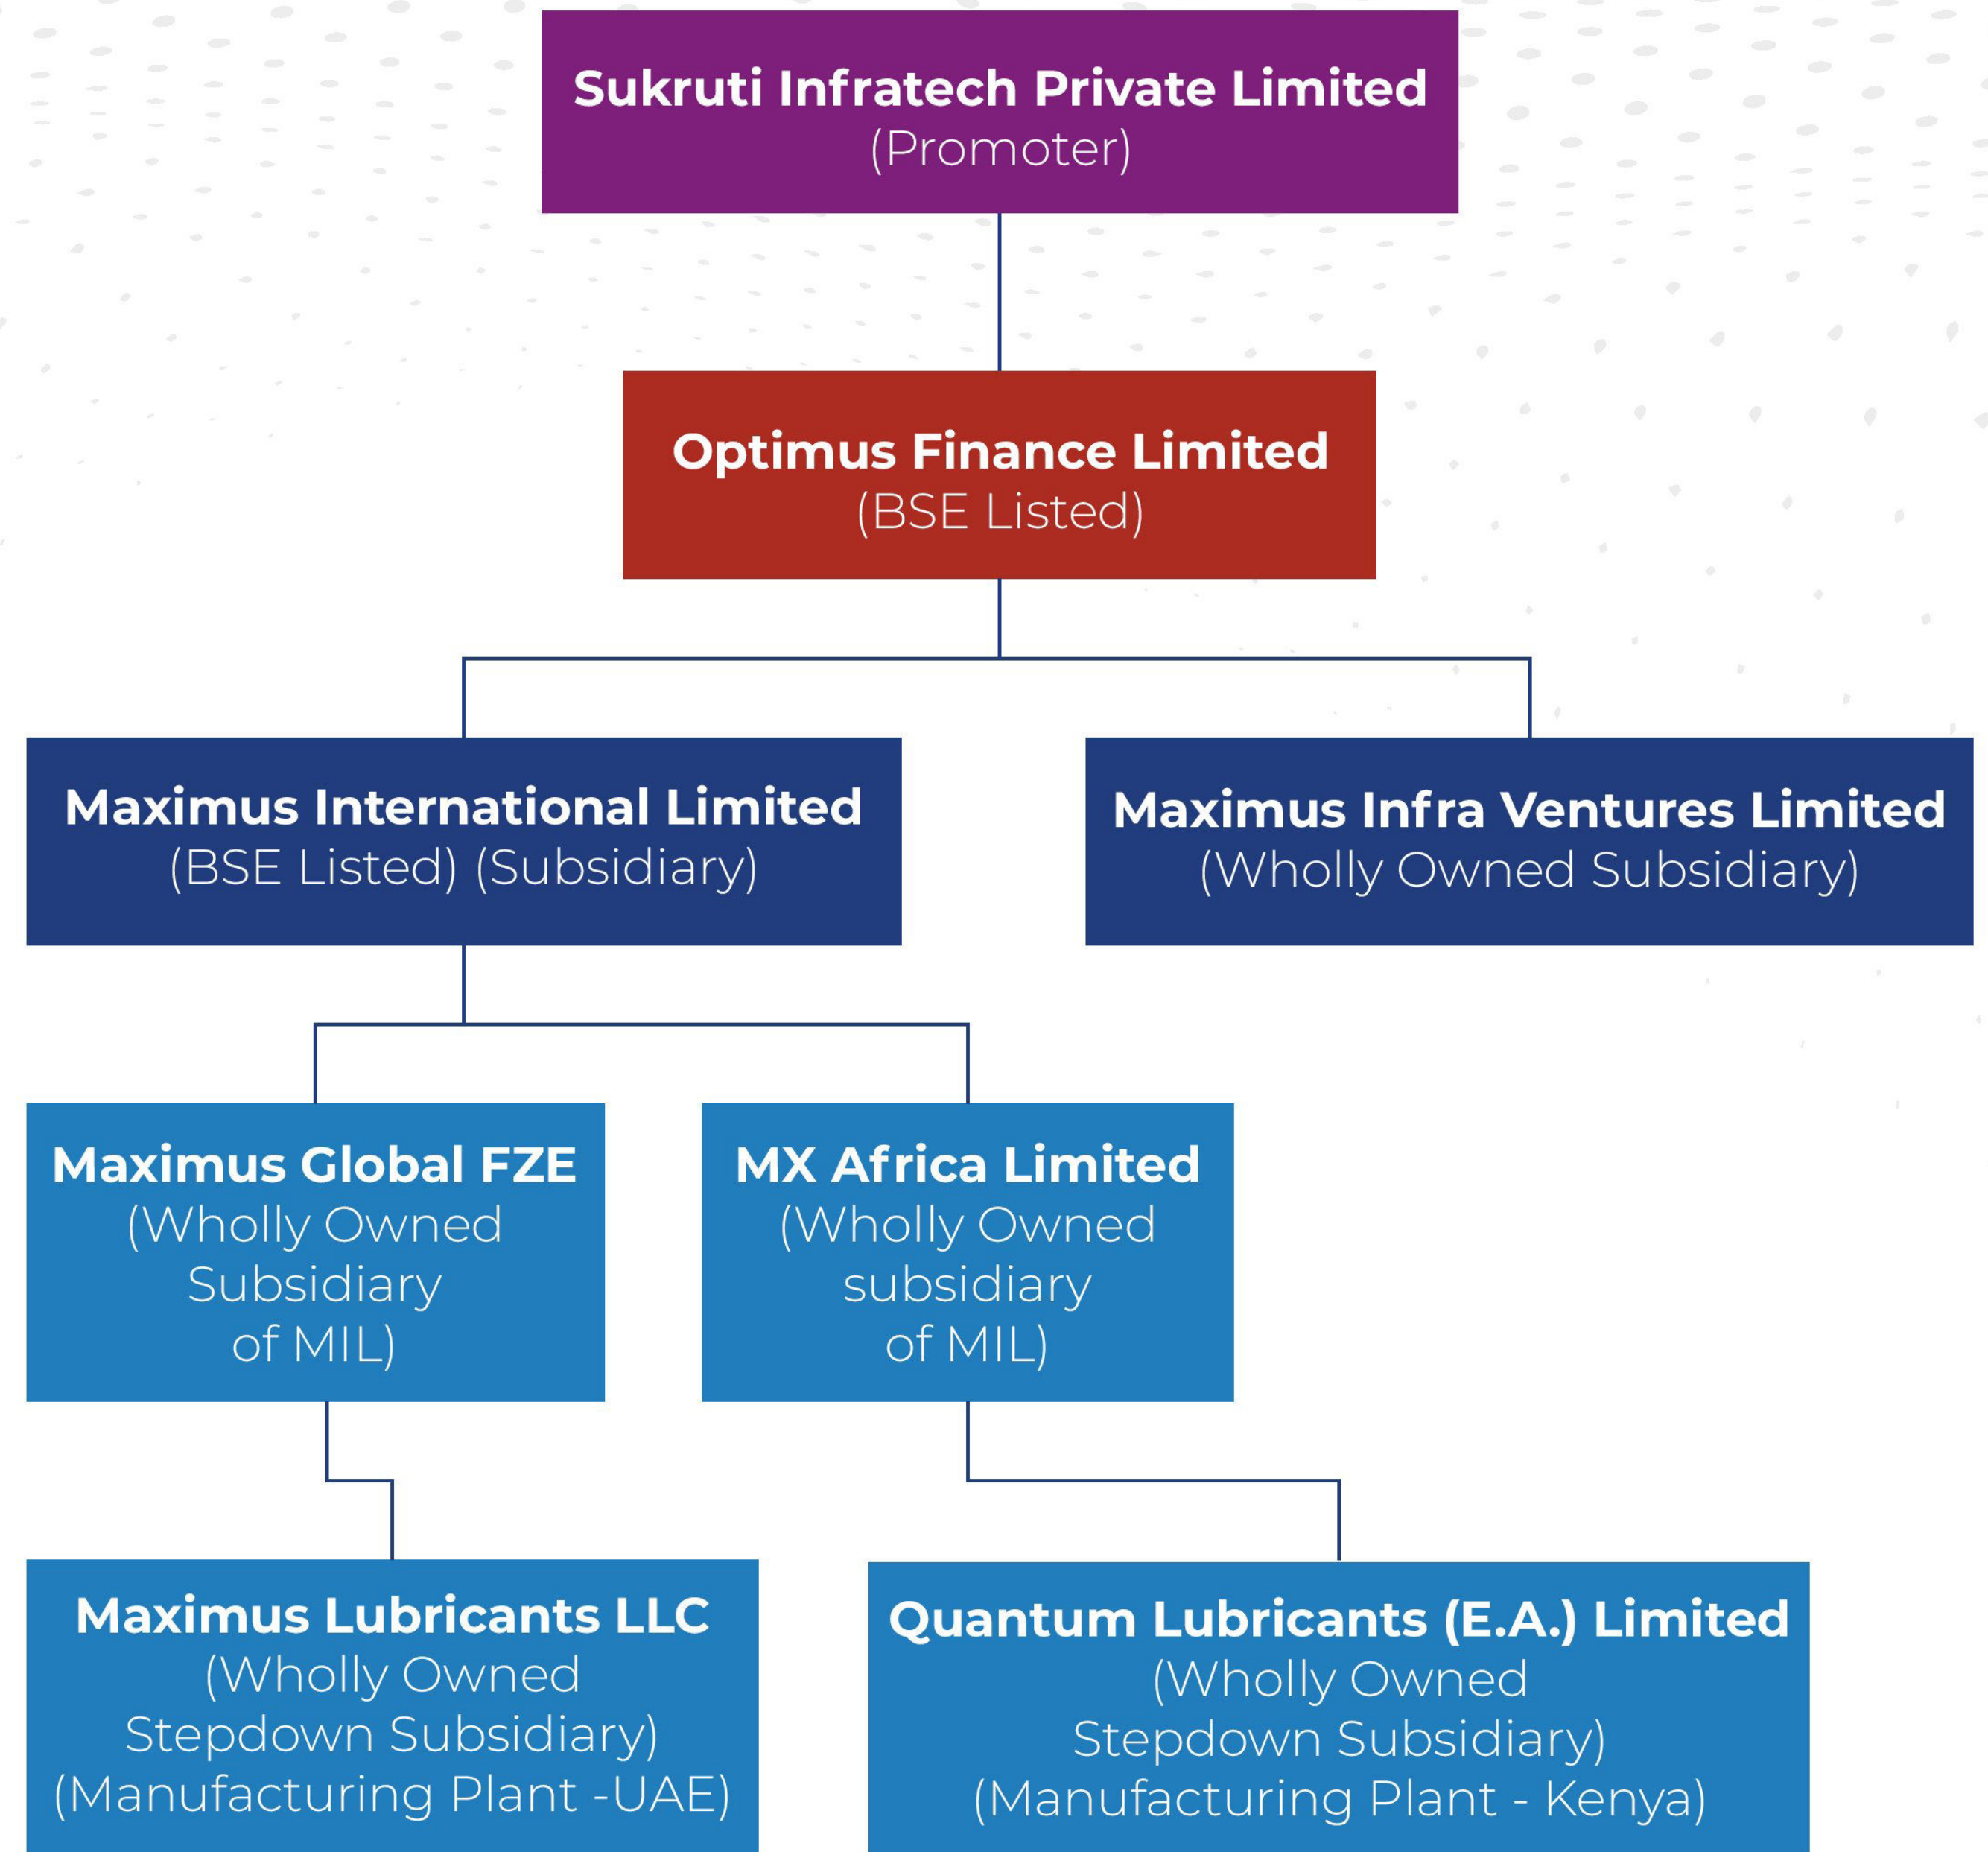 Sukruti Infratech Private Limited
(Promoter)
Optimus Finance Limited
(BSE Listed)
Maximus International Limited
(BSE Listed) (Subsidiary)
Maximus Infra Ventures Limited
(Wholly Owned Subsidiary)
Maximus Global FZE
(Wholly Owned
Subsidiary
of MIL)
MX Africa Limited
(Wholly Owned
subsidiary
of MIL)
Maximus Lubricants LLC
(Wholly Owned
Stepdown Subsidiary)
(Manufacturing Plant -UAE)
Quantum Lubricants (E.A.) Limited
(Wholly Owned
Stepdown Subsidiary)
(Manufacturing Plant - Kenya)